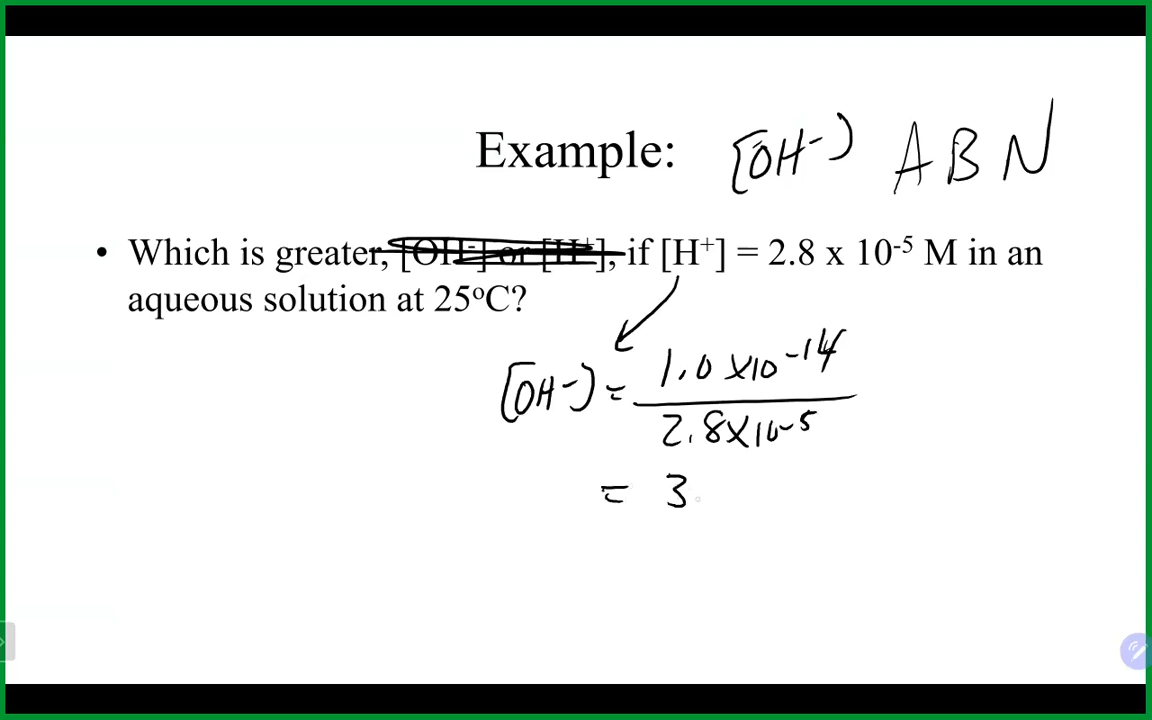 Example: [OH⁻) A B N
• Which is greater, [OH⁻] or [H⁺], if [H⁺] = 2.8 x 10⁻⁵ M in an
aqueous solution at 25°C?
[OH⁻) = 1.0 x10⁻¹⁴
2.8x10⁻⁵
= 3.